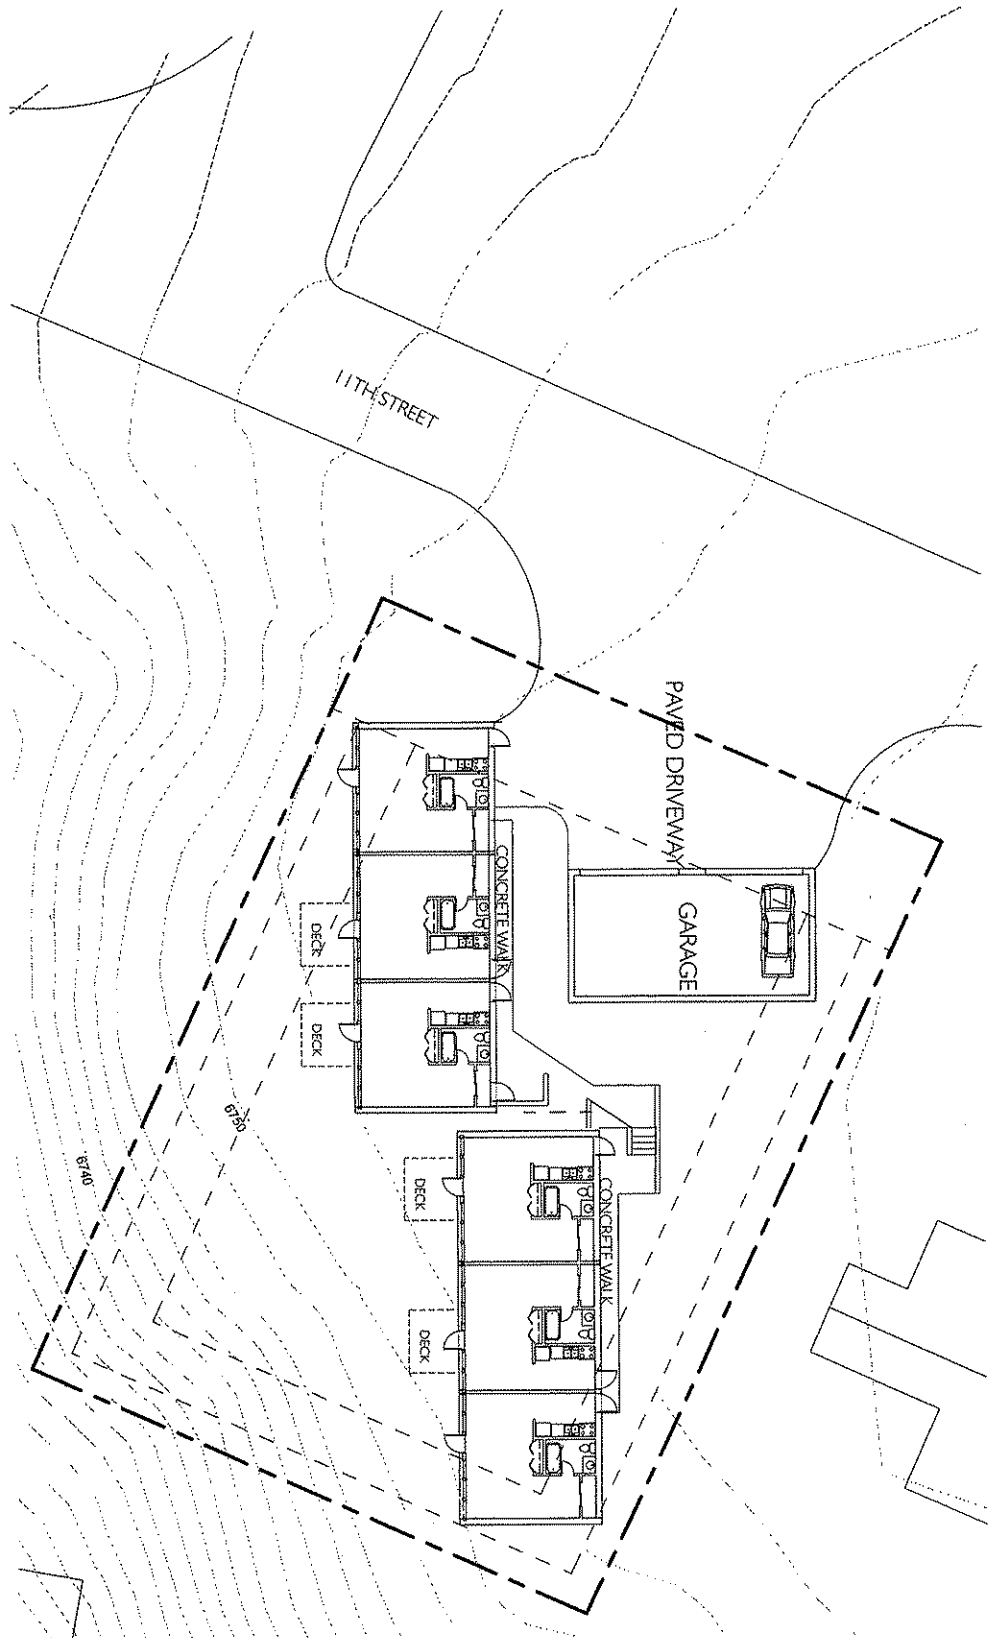 11TH STREET
PAVED DRIVEWAY
GARAGE
CONCRETE WALK
DECK
DECK
6750
6740
CONCRETE WALK
DECK
DECK